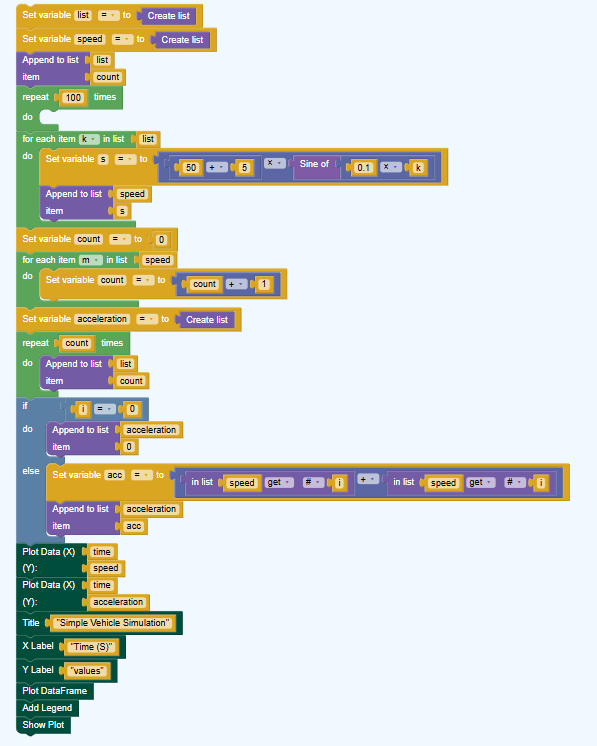 Set variable list = to Create list
Set variable speed = to Create list
Append to list list
item count
repeat 100 times
do
for each item k in list list
do Set variable s = to 50 + 5 × Sine of 0.1 × k
Append to list speed
item s
Set variable count = to 0
for each item m in list speed
do Set variable count = to count + 1
Set variable acceleration = to Create list
repeat count times
do Append to list list
item count
if i = 0
do Append to list acceleration
item 0
else Set variable acc = to in list speed get # i + in list speed get # i
Append to list acceleration
item acc
Plot Data (X) time
(Y): speed
Plot Data (X) time
(Y): acceleration
Title "Simple Vehicle Simulation"
X Label "Time (S)"
Y Label "values"
Plot DataFrame
Add Legend
Show Plot